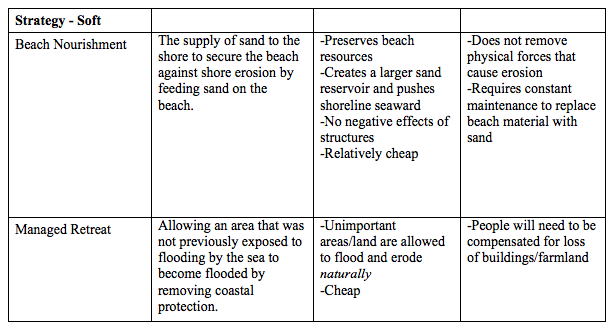 Strategy - Soft
Beach Nourishment
The supply of sand to the
shore to secure the beach
against shore erosion by
feeding sand on the
beach.
-Preserves beach
resources
-Creates a larger sand
reservoir and pushes
shoreline seaward
-No negative effects of
structures
-Relatively cheap
-Does not remove
physical forces that
cause erosion
-Requires constant
maintenance to replace
beach material with
sand
Managed Retreat
Allowing an area that was
not previously exposed to
flooding by the sea to
become flooded by
removing coastal
protection.
-Unimportant
areas/land are allowed
to flood and erode
naturally
-Cheap
-People will need to be
compensated for loss
of buildings/farmland